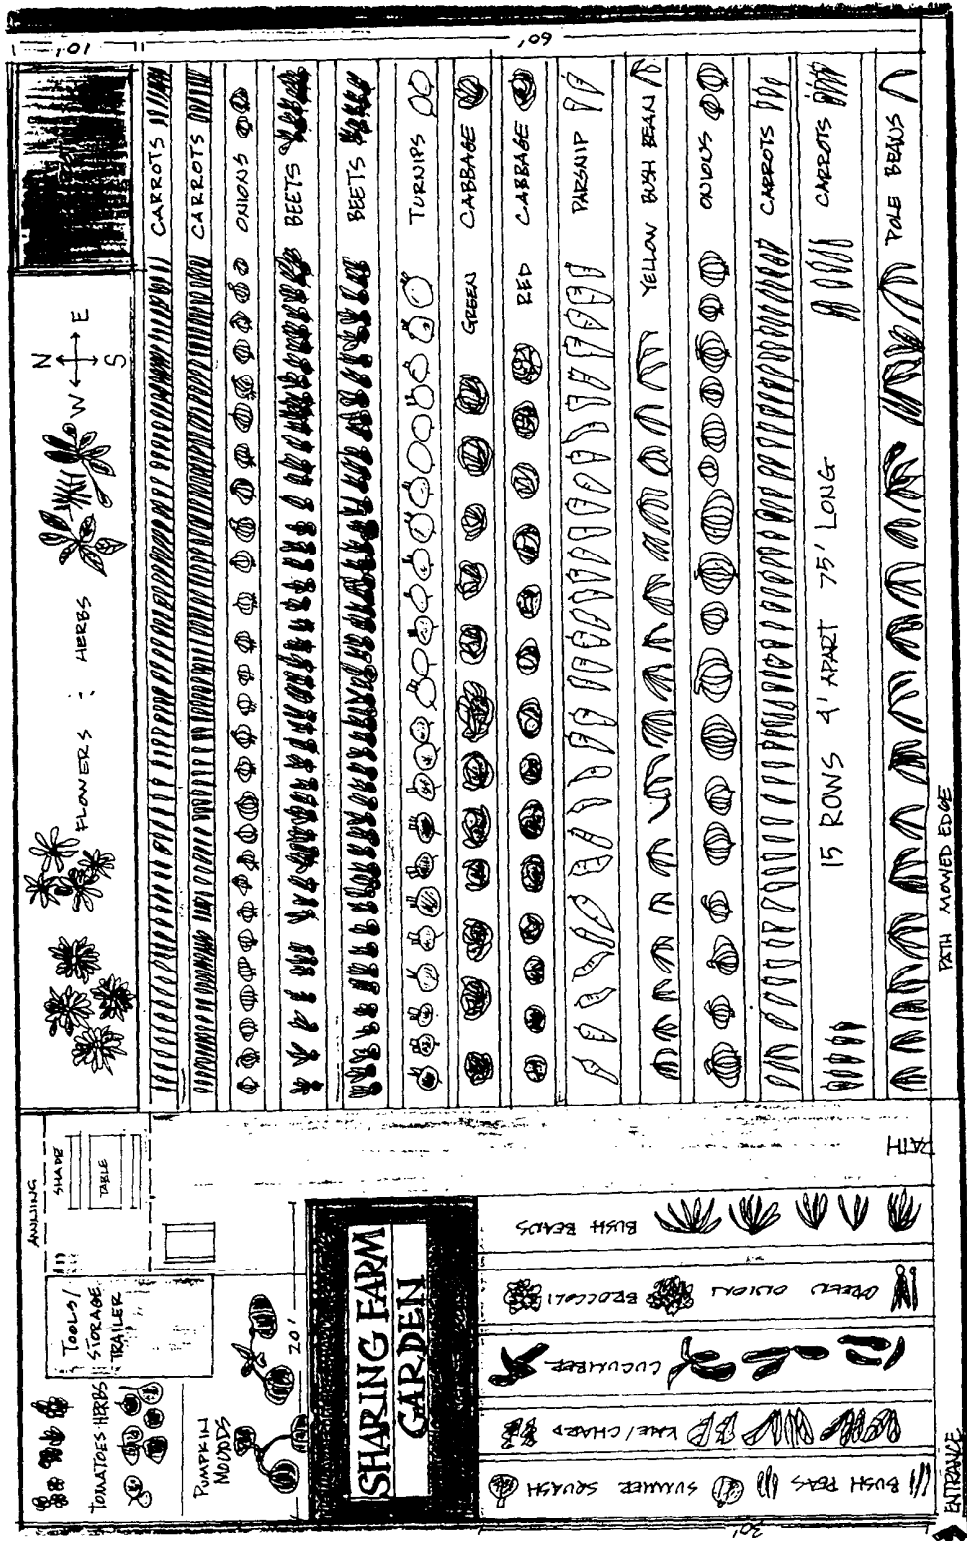 10'
60'
CARROTS
CARROTS
ONIONS
BEETS
BEETS
TURNIPS
GREEN CABBAGE
RED CABBAGE
PARSNIP
YELLOW BUSH BEAN
ONIONS
CARROTS
CARROTS
15 ROWS 4' APART 75' LONG
POLE BEANS
N
W
E
S
FLOWERS : HERBS
PATH MOWED EDGE
PATH
AWNING
SHADE
TABLE
TOOLS/
STORAGE
TRAILER
TOMATOES HERBS
PUMPKIN
MOUNDS
20'
SHARING FARM
GARDEN
BUSH BEANS
BROCCOLI
GREEN ONIONS
CUCUMBER
KALE/CHARD
SUMMER SQUASH
BUSH PEAS
30'
ENTRANCE